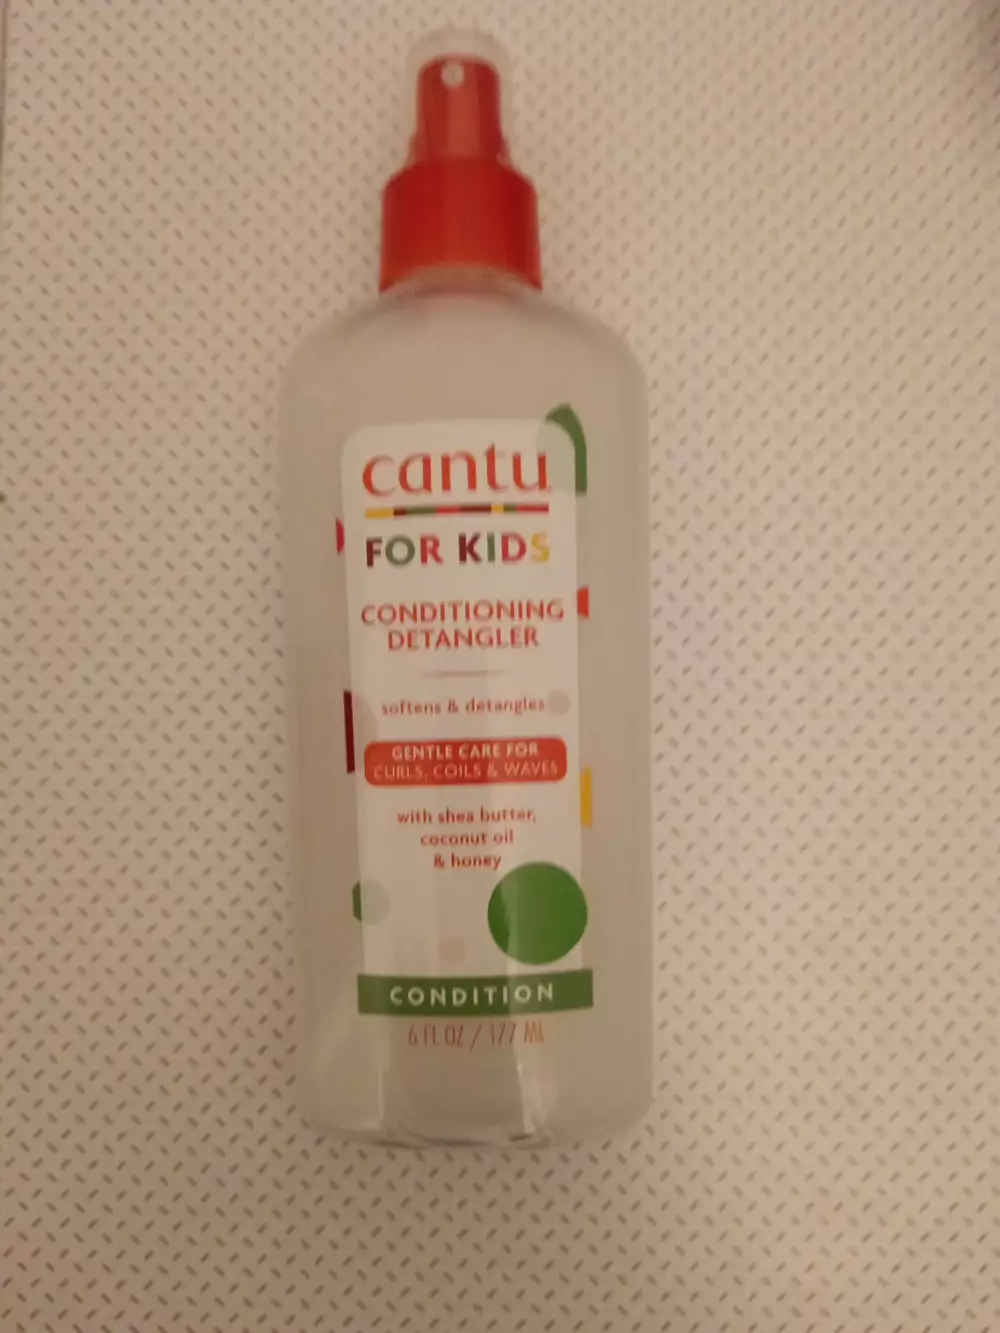 cantu
FOR KIDS
CONDITIONING
DETANGLER
softens & detangles
GENTLE CARE FOR
CURLS, COILS & WAVES
with shea butter,
coconut oil
& honey
CONDITION
6 FL OZ / 177 ML